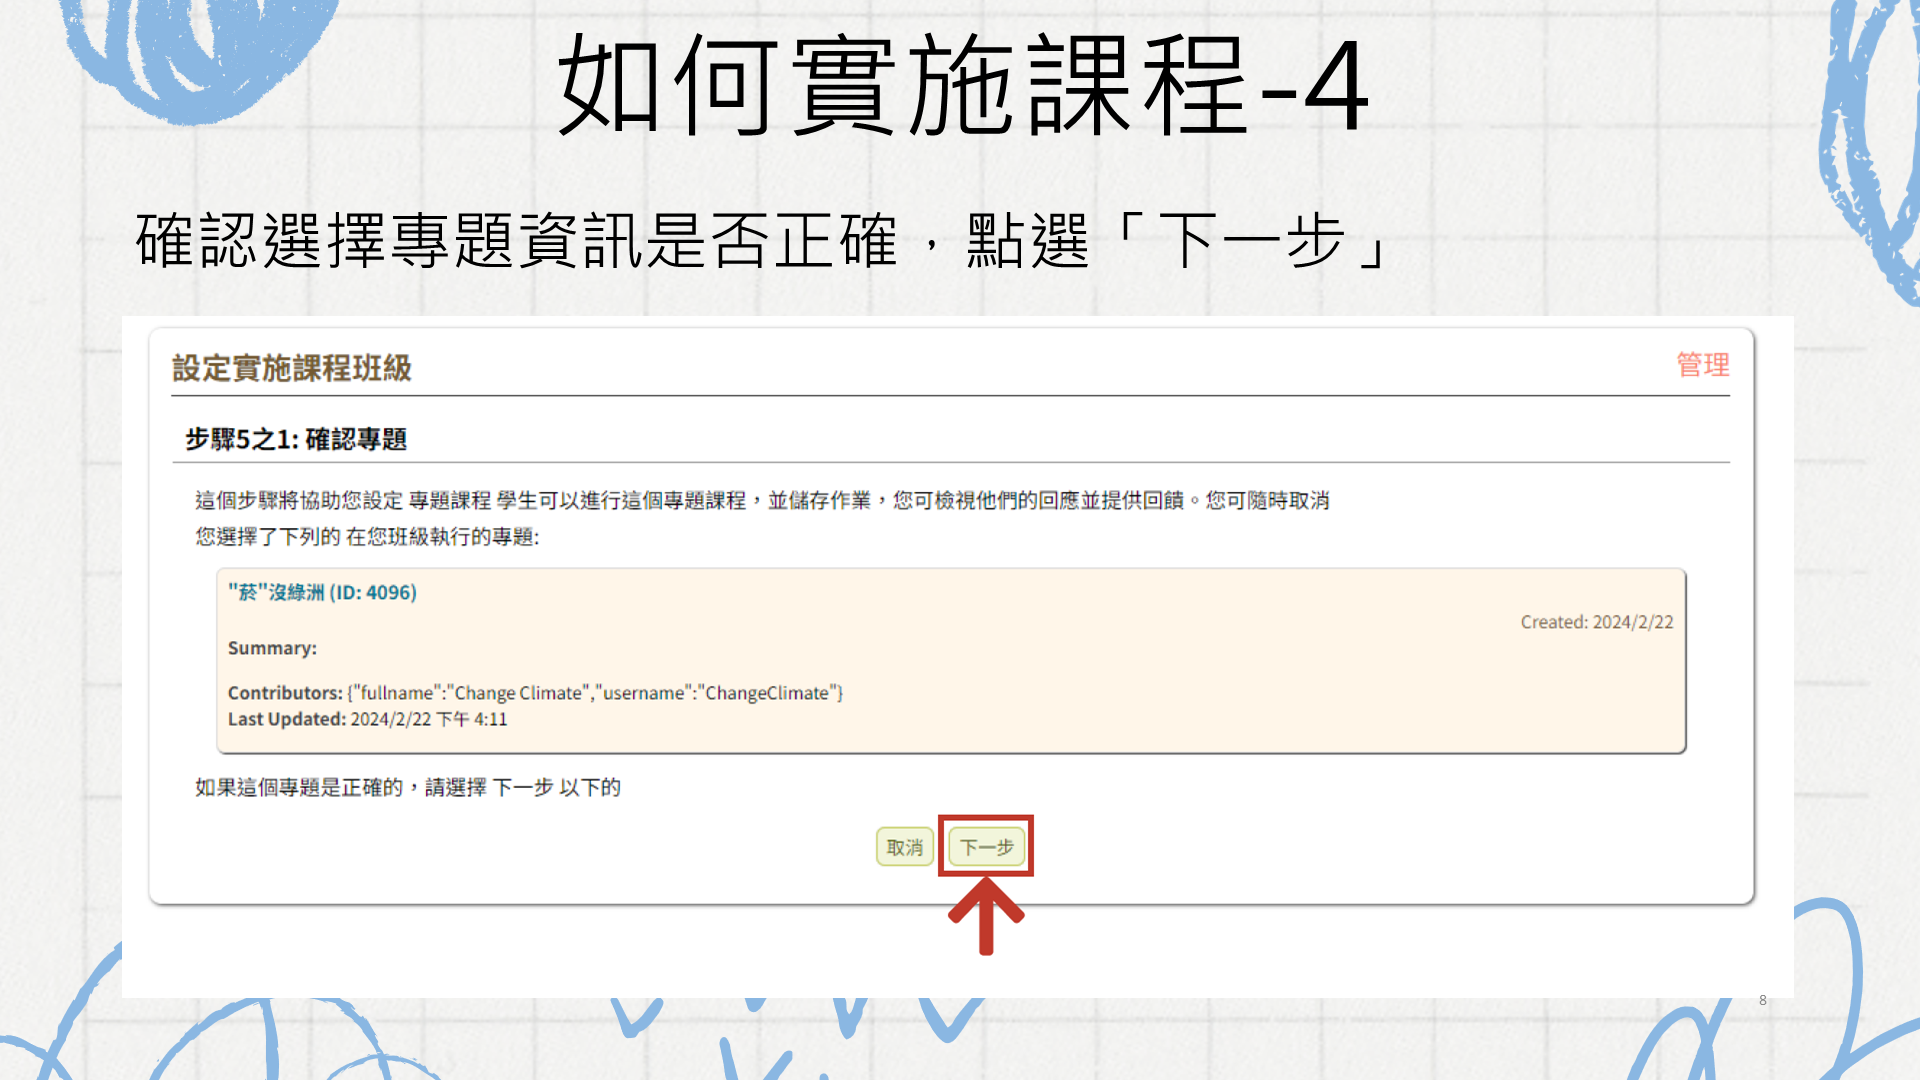 如何實施課程-4
確認選擇專題資訊是否正確，點選「下一步」
設定實施課程班級
管理
步驟5之1: 確認專題
這個步驟將協助您設定 專題課程 學生可以進行這個專題課程，並儲存作業，您可檢視他們的回應並提供回饋。您可隨時取消
您選擇了下列的 在您班級執行的專題:
"菸"沒綠洲 (ID: 4096)
Created: 2024/2/22
Summary:
Contributors: {"fullname":"Change Climate","username":"ChangeClimate"}
Last Updated: 2024/2/22 下午 4:11
如果這個專題是正確的，請選擇 下一步 以下的
取消
下一步
8